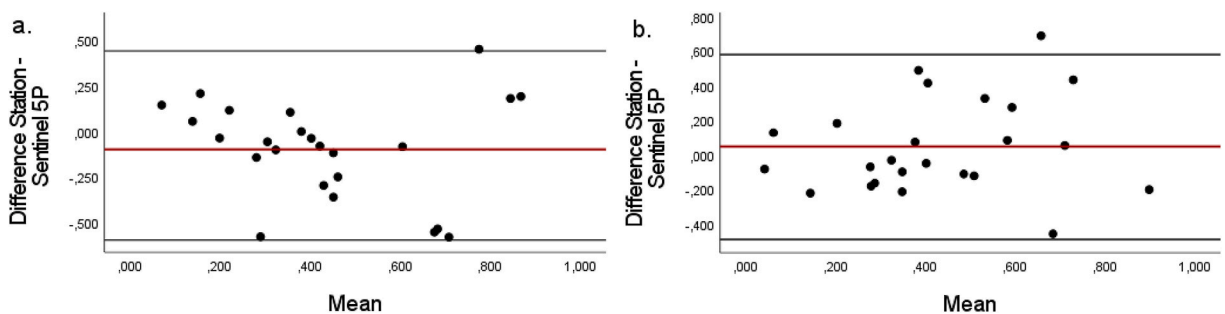 a.
Difference Station -
Sentinel 5P
,500
,250
,000
-,250
-,500
,000 ,200 ,400 ,600 ,800 1,000
Mean
b.
Difference Station -
Sentinel 5P
,800
,600
,400
,200
,000
-,200
-,400
,000 ,200 ,400 ,600 ,800 1,000
Mean